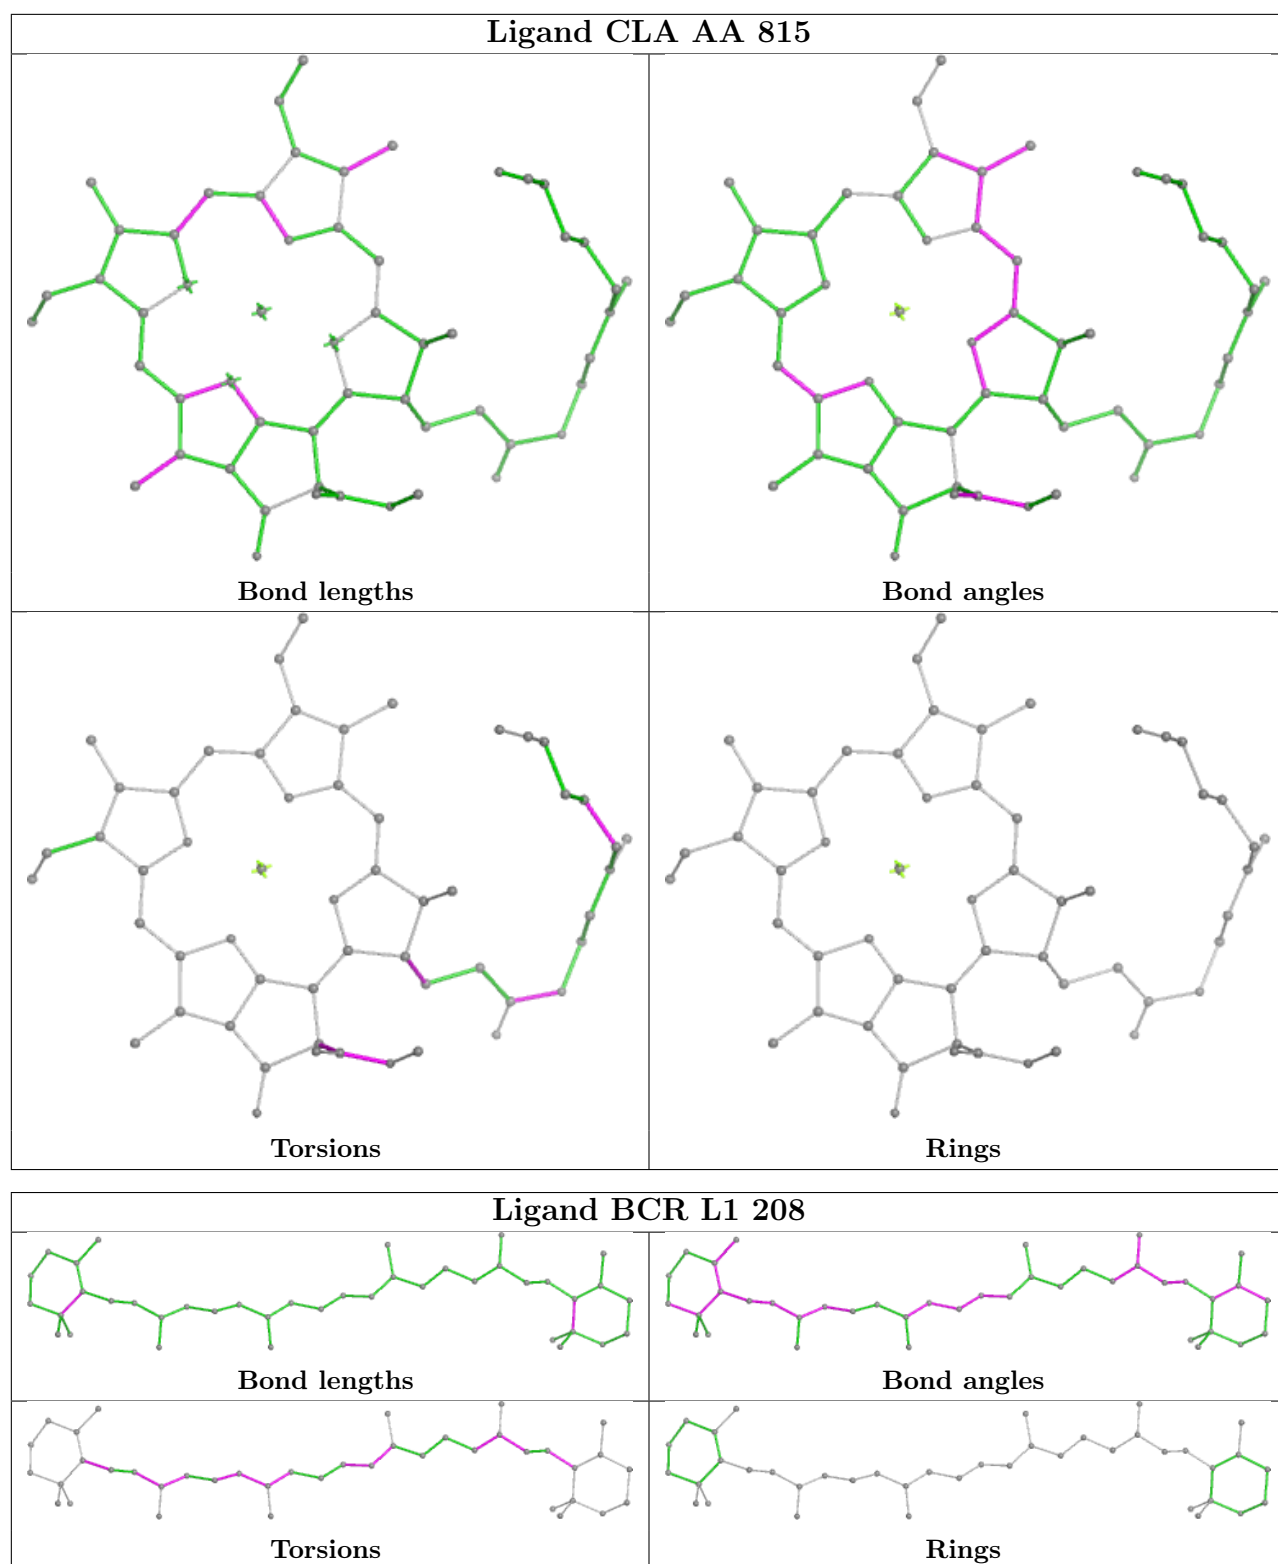 Ligand CLA AA 815
Bond lengths
Bond angles
Torsions
Rings
Ligand BCR L1 208
Bond lengths
Bond angles
Torsions
Rings